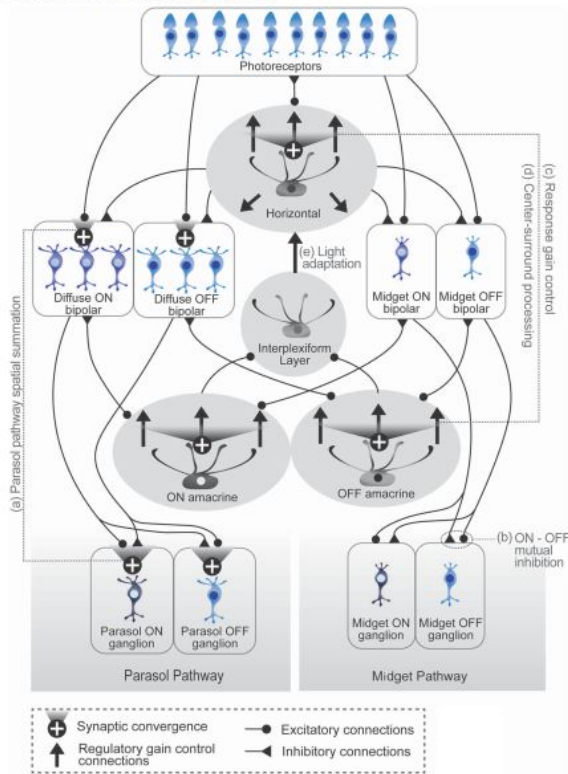 Photoreceptors
Horizontal
(e) Light
adaptation
Diffuse ON
bipolar
Diffuse OFF
bipolar
Interplexiform
Layer
Midget ON
bipolar
Midget OFF
bipolar
(c) Response gain control
(d) Center-surround processing
(a) Parasol pathway spatial summation
ON amacrine
OFF amacrine
(b) ON - OFF
mutual
inhibition
Parasol ON
ganglion
Parasol OFF
ganglion
Midget ON
ganglion
Midget OFF
ganglion
Parasol Pathway
Midget Pathway
Synaptic convergence
Regulatory gain control
connections
Excitatory connections
Inhibitory connections